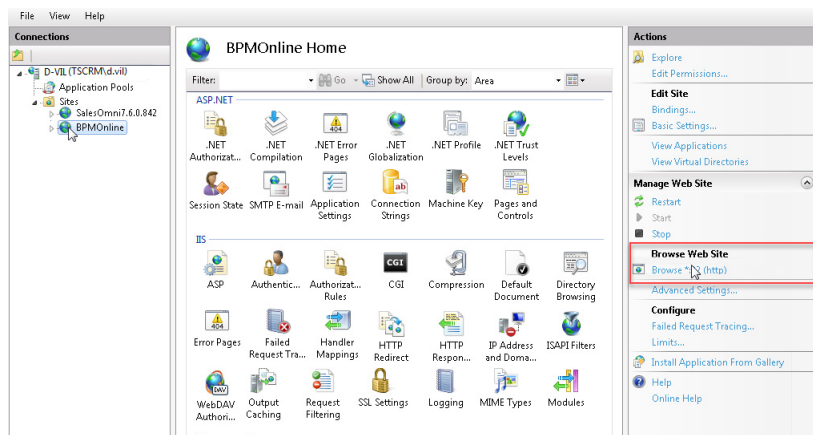 File View Help
Connections
D-VIL (TSCRM\d.vil)
Application Pools
Sites
SalesOmni7.6.0.842
BPMOnline
BPMOnline Home
Filter: Go Show All Group by: Area
ASP.NET
.NET Authorizat...
.NET Compilation
.NET Error Pages
.NET Globalization
.NET Profile
.NET Trust Levels
Session State
SMTP E-mail
Application Settings
Connection Strings
Machine Key
Pages and Controls
IIS
ASP
Authentic...
Authorizat... Rules
CGI
Compression
Default Document
Directory Browsing
Error Pages
Failed Request Tra...
Handler Mappings
HTTP Redirect
HTTP Respon...
IP Address and Doma...
ISAPI Filters
WebDAV Authori...
Output Caching
Request Filtering
SSL Settings
Logging
MIME Types
Modules
Actions
Explore
Edit Permissions...
Edit Site
Bindings...
Basic Settings...
View Applications
View Virtual Directories
Manage Web Site
Restart
Start
Stop
Browse Web Site
Browse (http)
Advanced Settings...
Configure
Failed Request Tracing...
Limits...
Install Application From Gallery
Help
Online Help